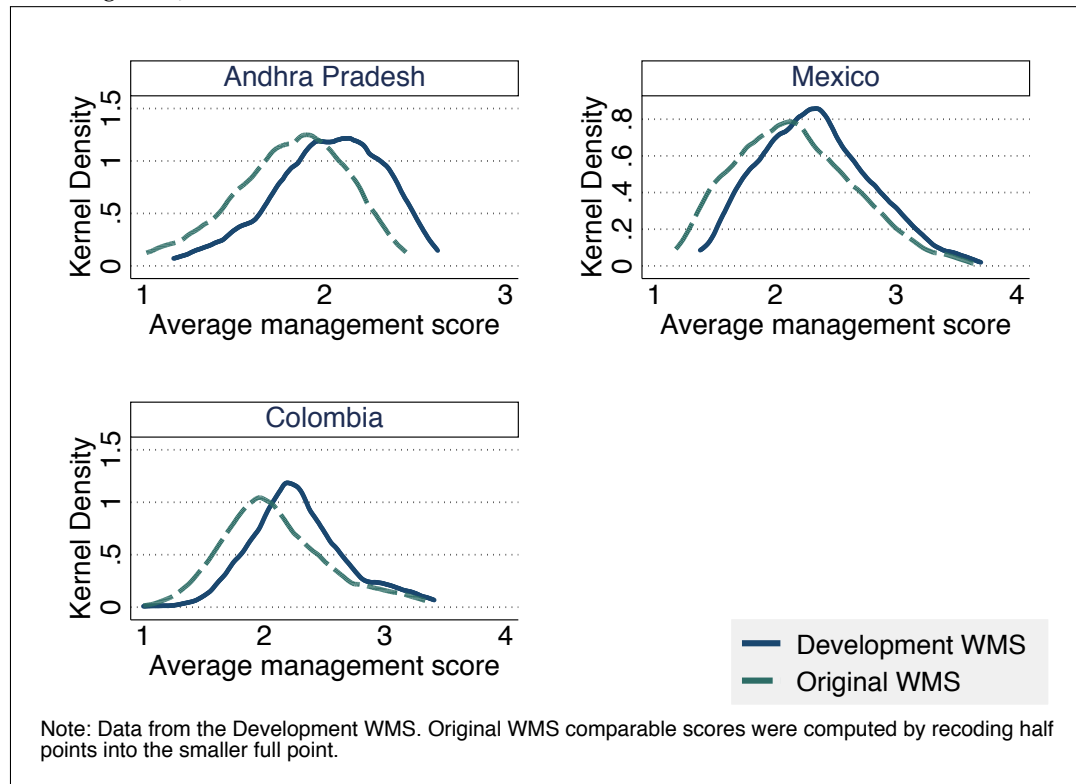 Andhra Pradesh
Kernel Density
0 .5 1 1.5
1 2 3
Average management score
Mexico
Kernel Density
0 .2 .4 .6 .8
1 2 3 4
Average management score
Colombia
Kernel Density
0 .5 1 1.5
1 2 3 4
Average management score
Development WMS
Original WMS
Note: Data from the Development WMS. Original WMS comparable scores were computed by recoding half
points into the smaller full point.